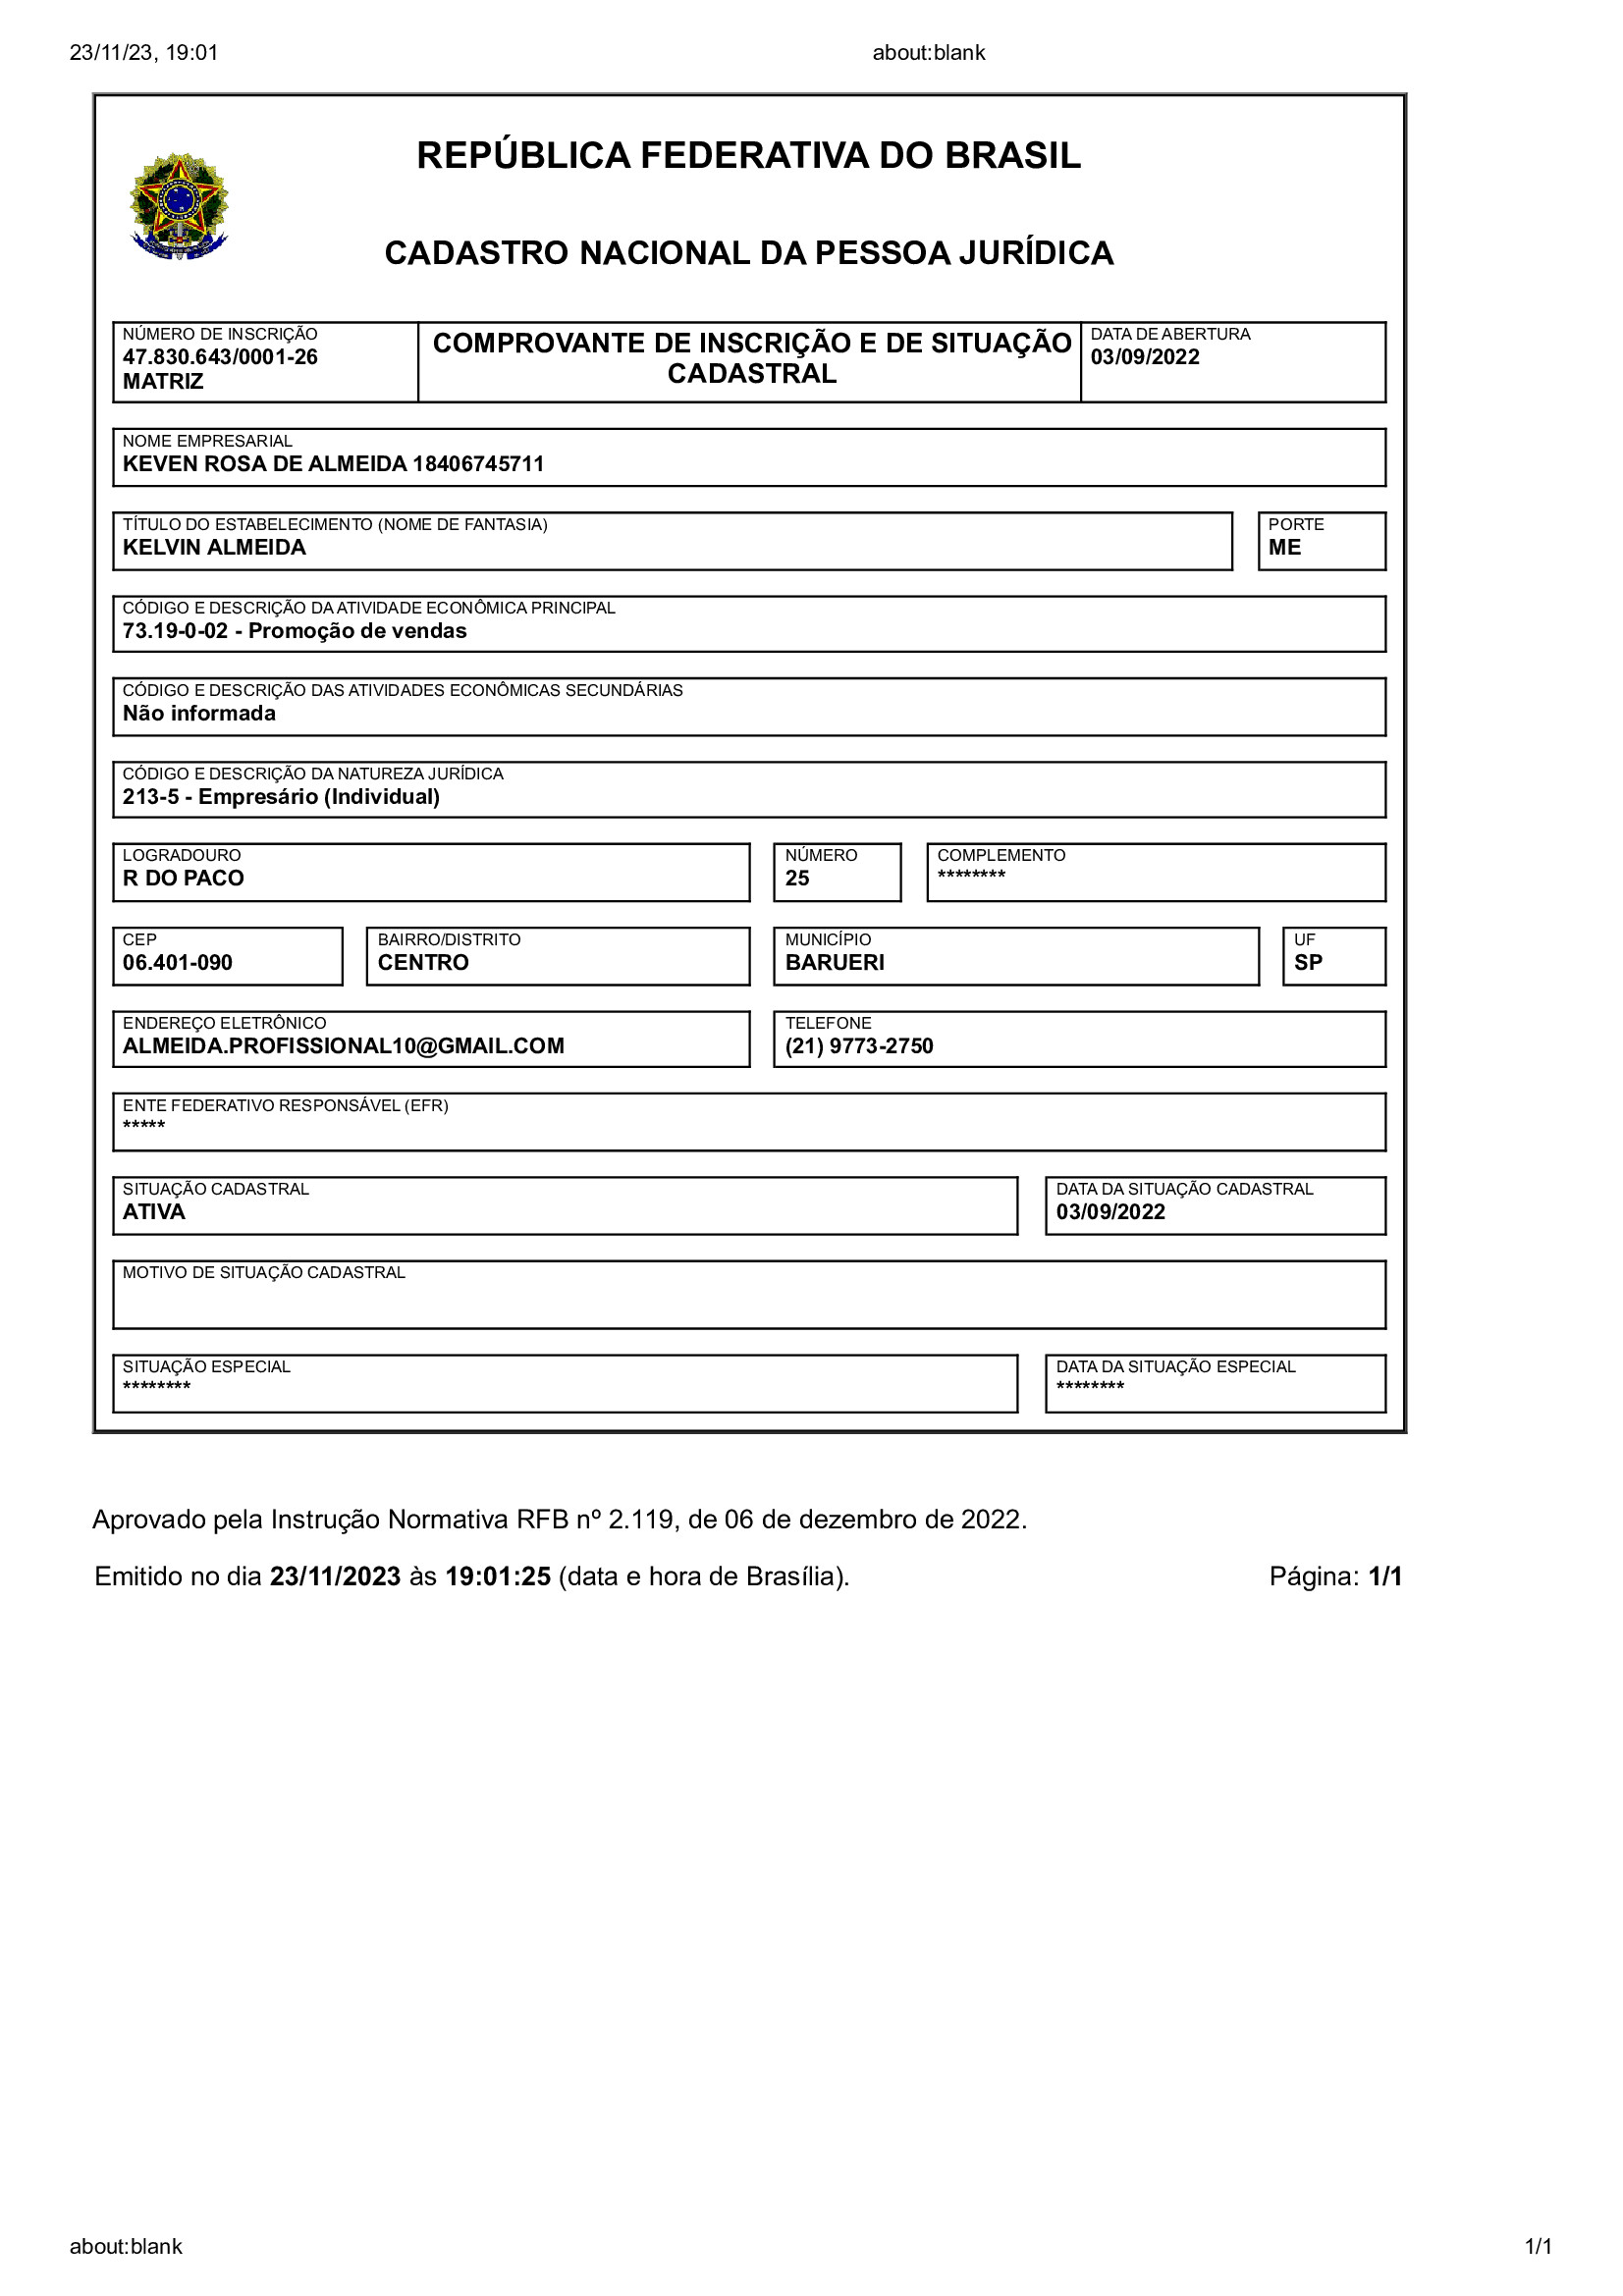 23/11/23, 19:01
about:blank
REPÚBLICA FEDERATIVA DO BRASIL
CADASTRO NACIONAL DA PESSOA JURÍDICA
NÚMERO DE INSCRIÇÃO
47.830.643/0001-26
MATRIZ
COMPROVANTE DE INSCRIÇÃO E DE SITUAÇÃO
CADASTRAL
DATA DE ABERTURA
03/09/2022
NOME EMPRESARIAL
KEVEN ROSA DE ALMEIDA 18406745711
TÍTULO DO ESTABELECIMENTO (NOME DE FANTASIA)
KELVIN ALMEIDA
PORTE
ME
CÓDIGO E DESCRIÇÃO DA ATIVIDADE ECONÔMICA PRINCIPAL
73.19-0-02 - Promoção de vendas
CÓDIGO E DESCRIÇÃO DAS ATIVIDADES ECONÔMICAS SECUNDÁRIAS
Não informada
CÓDIGO E DESCRIÇÃO DA NATUREZA JURÍDICA
213-5 - Empresário (Individual)
LOGRADOURO
R DO PACO
NÚMERO
25
COMPLEMENTO
********
CEP
06.401-090
BAIRRO/DISTRITO
CENTRO
MUNICÍPIO
BARUERI
UF
SP
ENDEREÇO ELETRÔNICO
ALMEIDA.PROFISSIONAL10@GMAIL.COM
TELEFONE
(21) 9773-2750
ENTE FEDERATIVO RESPONSÁVEL (EFR)
*****
SITUAÇÃO CADASTRAL
ATIVA
DATA DA SITUAÇÃO CADASTRAL
03/09/2022
MOTIVO DE SITUAÇÃO CADASTRAL
SITUAÇÃO ESPECIAL
********
DATA DA SITUAÇÃO ESPECIAL
********
Aprovado pela Instrução Normativa RFB nº 2.119, de 06 de dezembro de 2022.
Emitido no dia 23/11/2023 às 19:01:25 (data e hora de Brasília).
Página: 1/1
about:blank
1/1